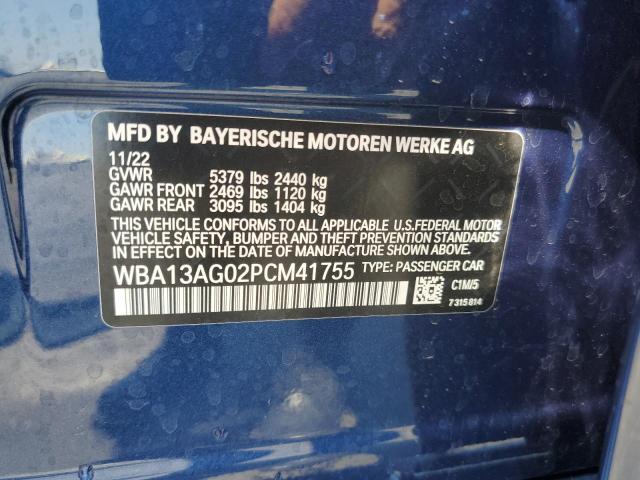 MFD BY BAYERISCHE MOTOREN WERKE AG
11/22
GVWR 5379 lbs 2440 kg
GAWR FRONT 2469 lbs 1120 kg
GAWR REAR 3095 lbs 1404 kg
THIS VEHICLE CONFORMS TO ALL APPLICABLE U.S.FEDERAL MOTOR
VEHICLE SAFETY, BUMPER AND THEFT PREVENTION STANDARDS
IN EFFECT ON THE DATE OF MANUFACTURE SHOWN ABOVE.
WBA13AG02PCM41755 TYPE: PASSENGER CAR
C1M/5
7315814